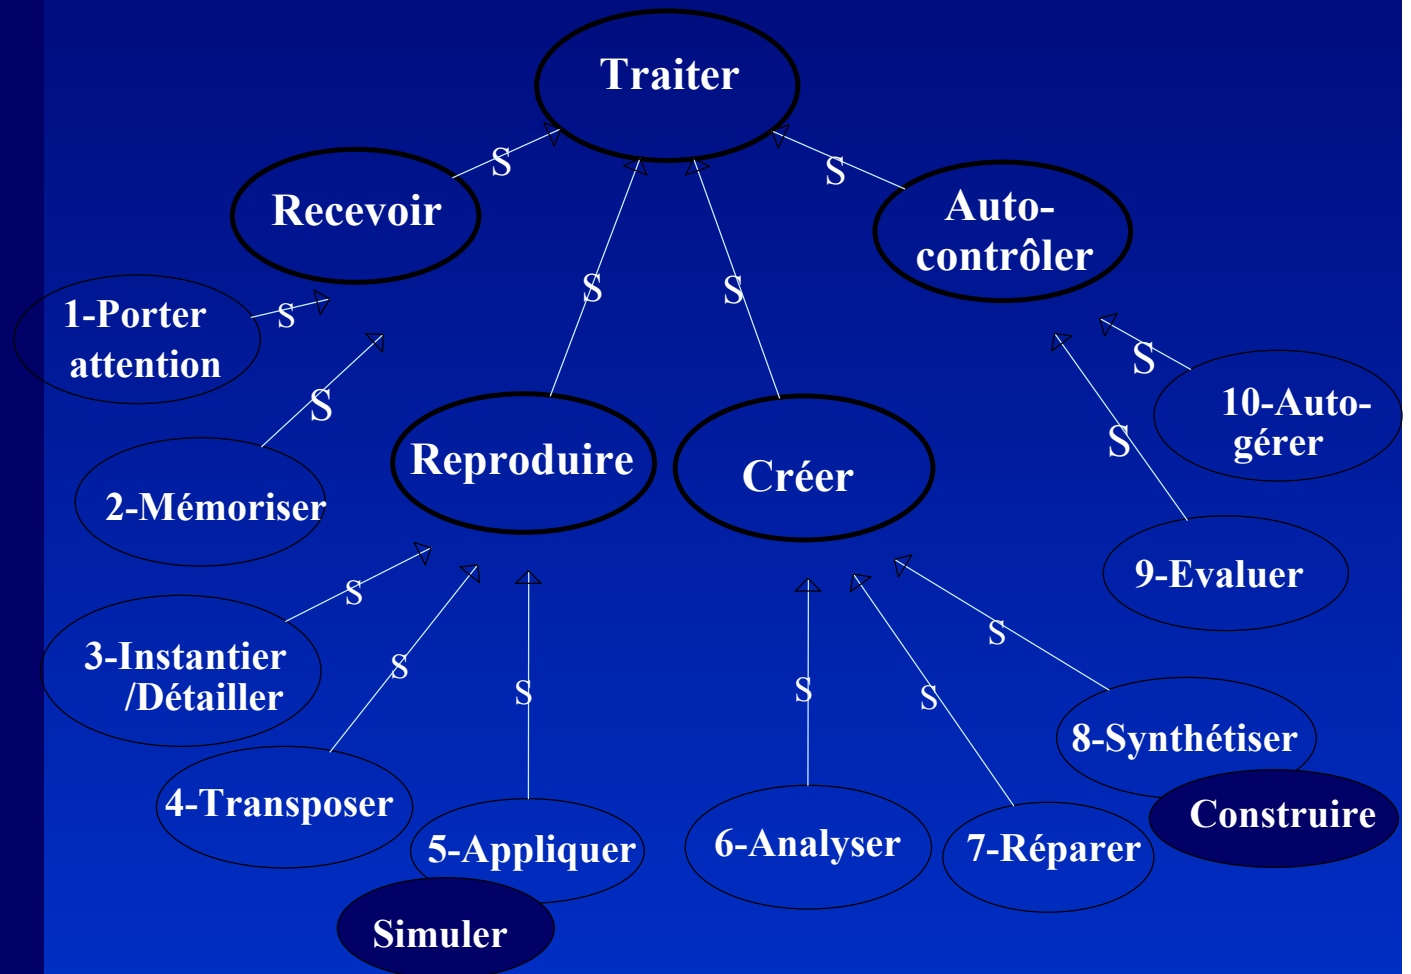 Traiter
S
S
Recevoir
Auto-
contrôler
S
S
1-Porter
attention
S
S
S
10-Auto-
gérer
S
S
Reproduire
Créer
2-Mémoriser
9-Evaluer
S
S
S
3-Instantier
/Détailler
S
S
S
4-Transposer
8-Synthétiser
Construire
5-Appliquer
6-Analyser
7-Réparer
Simuler